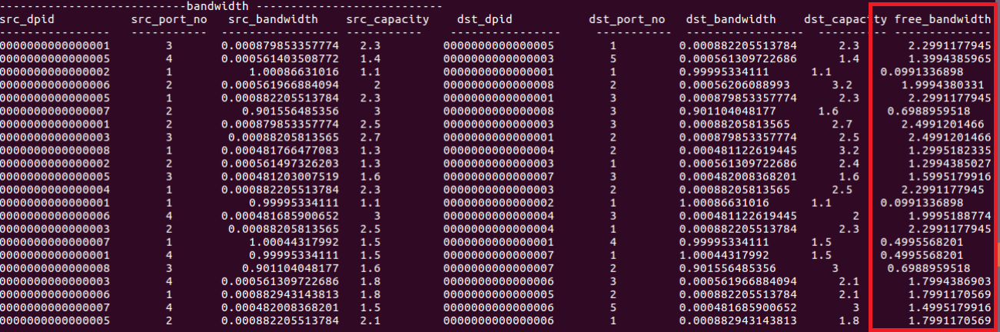 ---------------------------bandwidth ---------------------------
src_dpid src_port_no src_bandwidth src_capacity dst_dpid dst_port_no dst_bandwidth dst_capacity free_bandwidth
---------------- ----------- ---------------- ----------- ---------------- ----------- ----------------- ---------- --------------
0000000000000001 3 0.000879853357774 2.3 0000000000000005 1 0.000882205513784 2.3 2.2991177945
0000000000000005 4 0.000561403508772 1.4 0000000000000003 5 0.000561309722686 1.4 1.3994385965
0000000000000002 1 1.00086631016 1.1 0000000000000001 1 0.99995334111 1.1 0.0991336898
0000000000000006 2 0.000561966884094 2 0000000000000008 2 0.00056206088993 3.2 1.9994380331
0000000000000005 1 0.000882205513784 2.3 0000000000000001 3 0.000879853357774 2.3 2.2991177945
0000000000000007 2 0.901556485356 3 0000000000000008 3 0.901104048177 1.6 0.6988959518
0000000000000001 2 0.000879853357774 2.5 0000000000000003 3 0.00088205813565 2.7 2.4991201466
0000000000000003 3 0.00088205813565 2.7 0000000000000001 2 0.000879853357774 2.5 2.4991201466
0000000000000008 1 0.000481766477083 1.3 0000000000000004 2 0.000481122619445 3.2 1.2995182335
0000000000000002 2 0.000561497326203 1.3 0000000000000003 1 0.000561309722686 2.4 1.2994385027
0000000000000005 3 0.000481203007519 1.6 0000000000000007 3 0.000482008368201 1.6 1.5995179916
0000000000000004 1 0.000882205513784 2.3 0000000000000003 2 0.00088205813565 2.5 2.2991177945
0000000000000001 1 0.99995334111 1.1 0000000000000002 1 1.00086631016 1.1 0.0991336898
0000000000000006 4 0.000481685900652 3 0000000000000004 3 0.000481122619445 2 1.9995188774
0000000000000003 2 0.00088205813565 2.5 0000000000000004 1 0.000882205513784 2.3 2.2991177945
0000000000000007 1 1.00044317992 1.5 0000000000000001 4 0.99995334111 1.5 0.4995568201
0000000000000001 4 0.99995334111 1.5 0000000000000007 1 1.00044317992 1.5 0.4995568201
0000000000000008 3 0.901104048177 1.6 0000000000000007 2 0.901556485356 3 0.6988959518
0000000000000003 4 0.000561309722686 1.8 0000000000000006 3 0.000561966884094 2.1 1.7994386903
0000000000000006 1 0.000882943143813 1.8 0000000000000005 2 0.000882205513784 2.1 1.7991170569
0000000000000007 4 0.000482008368201 1.5 0000000000000006 5 0.000481685900652 3 1.4995179916
0000000000000005 2 0.000882205513784 2.1 0000000000000006 1 0.000882943143813 1.8 1.7991170569